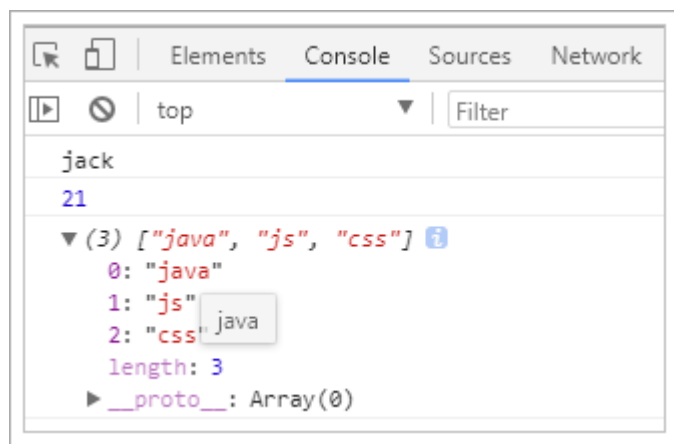 Elements Console Sources Network
top ▼ Filter
jack
21
▼ (3) ["java", "js", "css"] i
0: "java"
1: "js"
2: "css"
java
length: 3
▶ __proto__: Array(0)